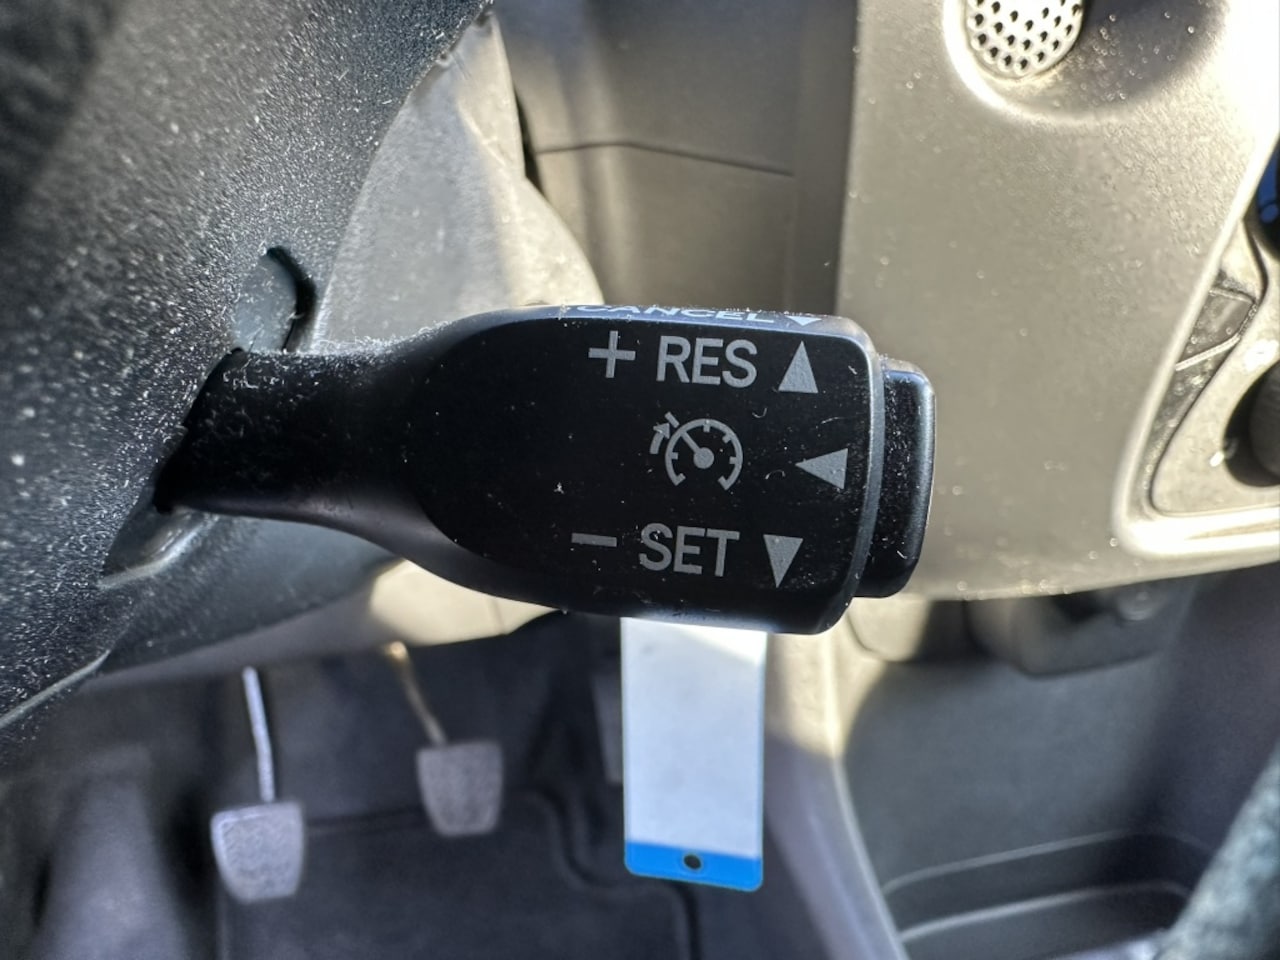 CANCEL ▼
+ RES ▲
◀
− SET ▼